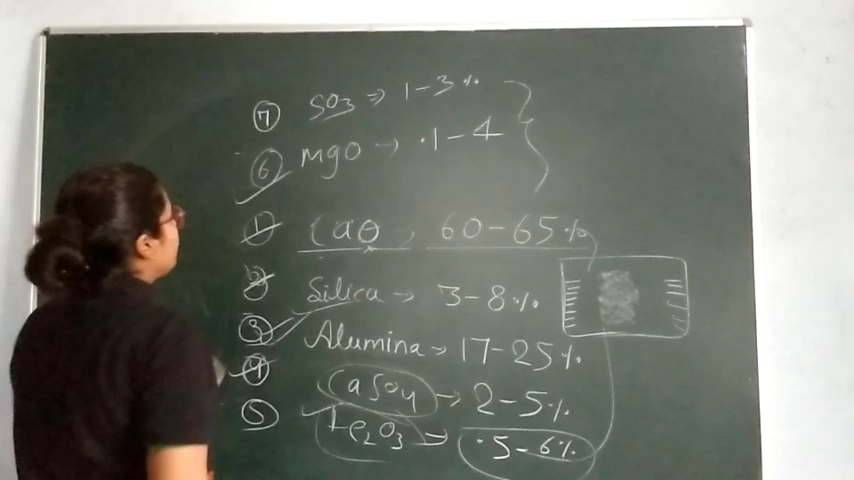 7 SO3 => 1-3%
6 MgO -> .1-4
1 CaO > 60-65%
2 Silica -> 3-8%
3 Alumina -> 17-25%
4 CaSO4 -> 2-5%
5 Fe2O3 => .5-6%